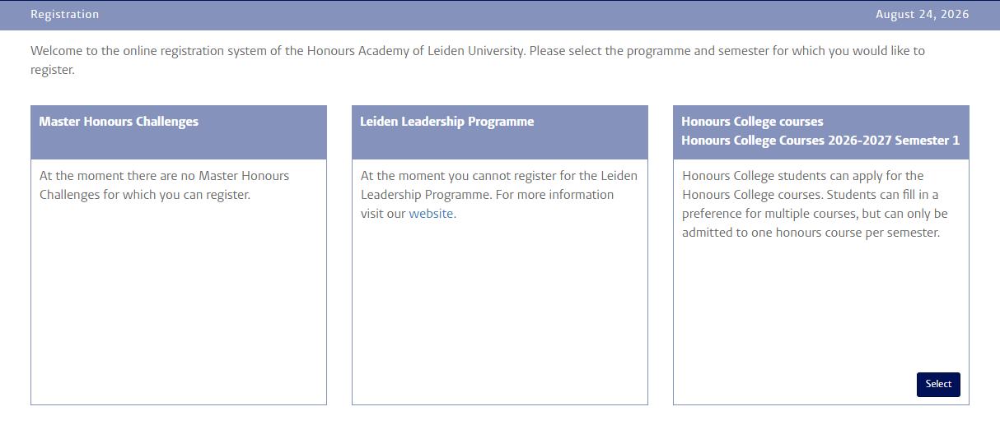 Registration
August 24, 2026
Welcome to the online registration system of the Honours Academy of Leiden University. Please select the programme and semester for which you would like to
register.
Master Honours Challenges
At the moment there are no Master Honours
Challenges for which you can register.
Leiden Leadership Programme
At the moment you cannot register for the Leiden
Leadership Programme. For more information
visit our website.
Honours College courses
Honours College Courses 2026-2027 Semester 1
Honours College students can apply for the
Honours College courses. Students can fill in a
preference for multiple courses, but can only be
admitted to one honours course per semester.
Select